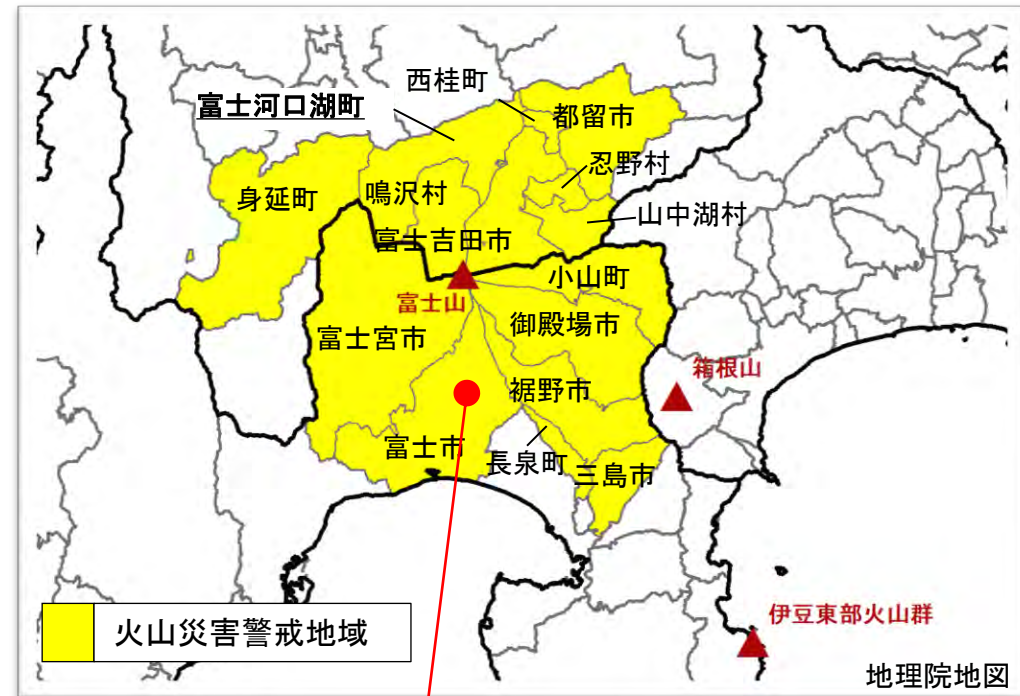 西桂町
富士河口湖町
都留市
忍野村
身延町
鳴沢村
山中湖村
富士吉田市
小山町
富士山
富士宮市
御殿場市
箱根山
裾野市
富士市
長泉町
三島市
伊豆東部火山群
火山災害警戒地域
地理院地図